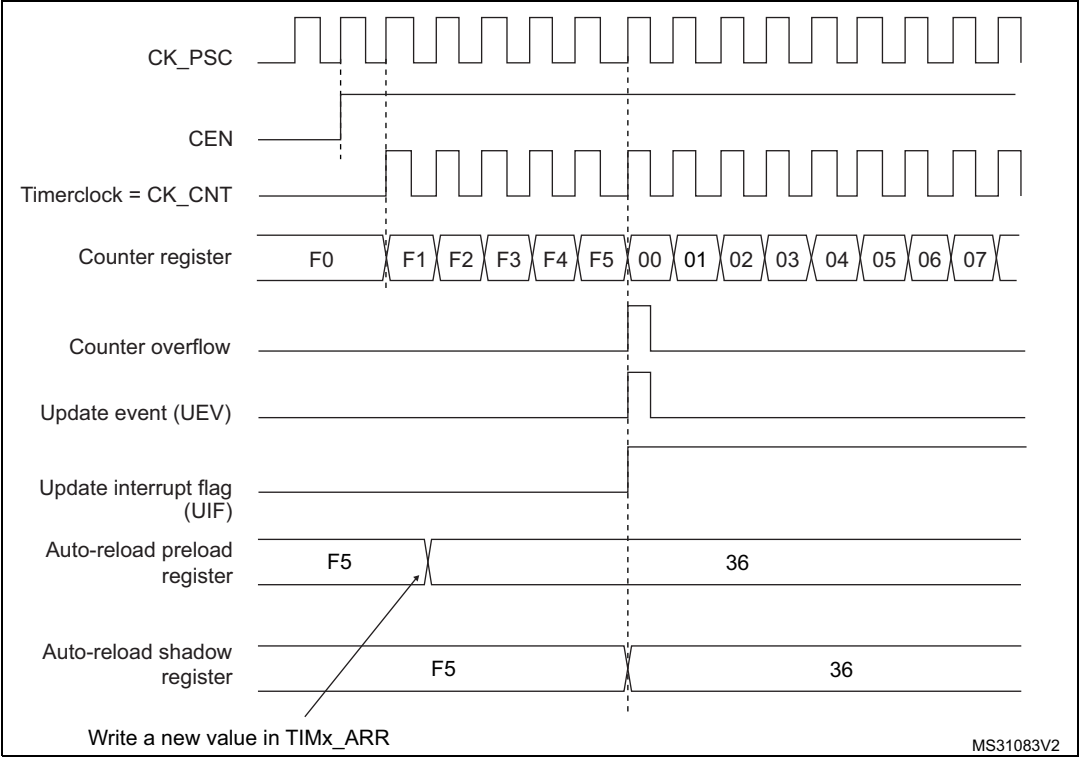 CK_PSC
CEN
Timerclock = CK_CNT
Counter register
F0 F1 F2 F3 F4 F5 00 01 02 03 04 05 06 07
Counter overflow
Update event (UEV)
Update interrupt flag
(UIF)
Auto-reload preload
register
F5 36
Auto-reload shadow
register
F5 36
Write a new value in TIMx_ARR
MS31083V2